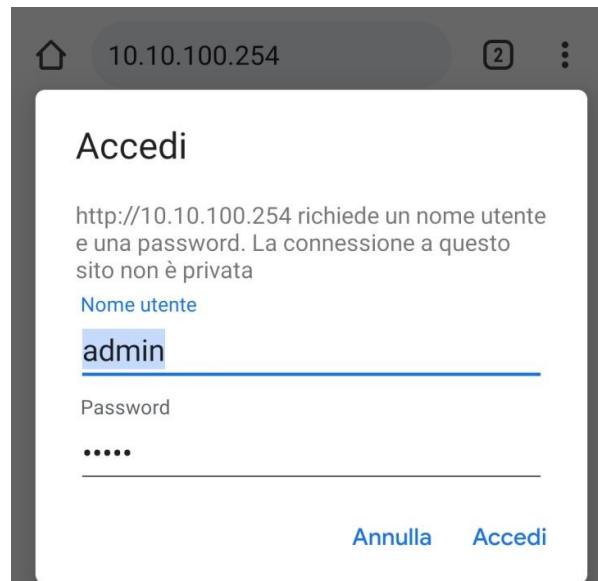 10.10.100.254
2
Accedi
http://10.10.100.254 richiede un nome utente
e una password. La connessione a questo
sito non è privata
Nome utente
admin
Password
•••••
Annulla Accedi